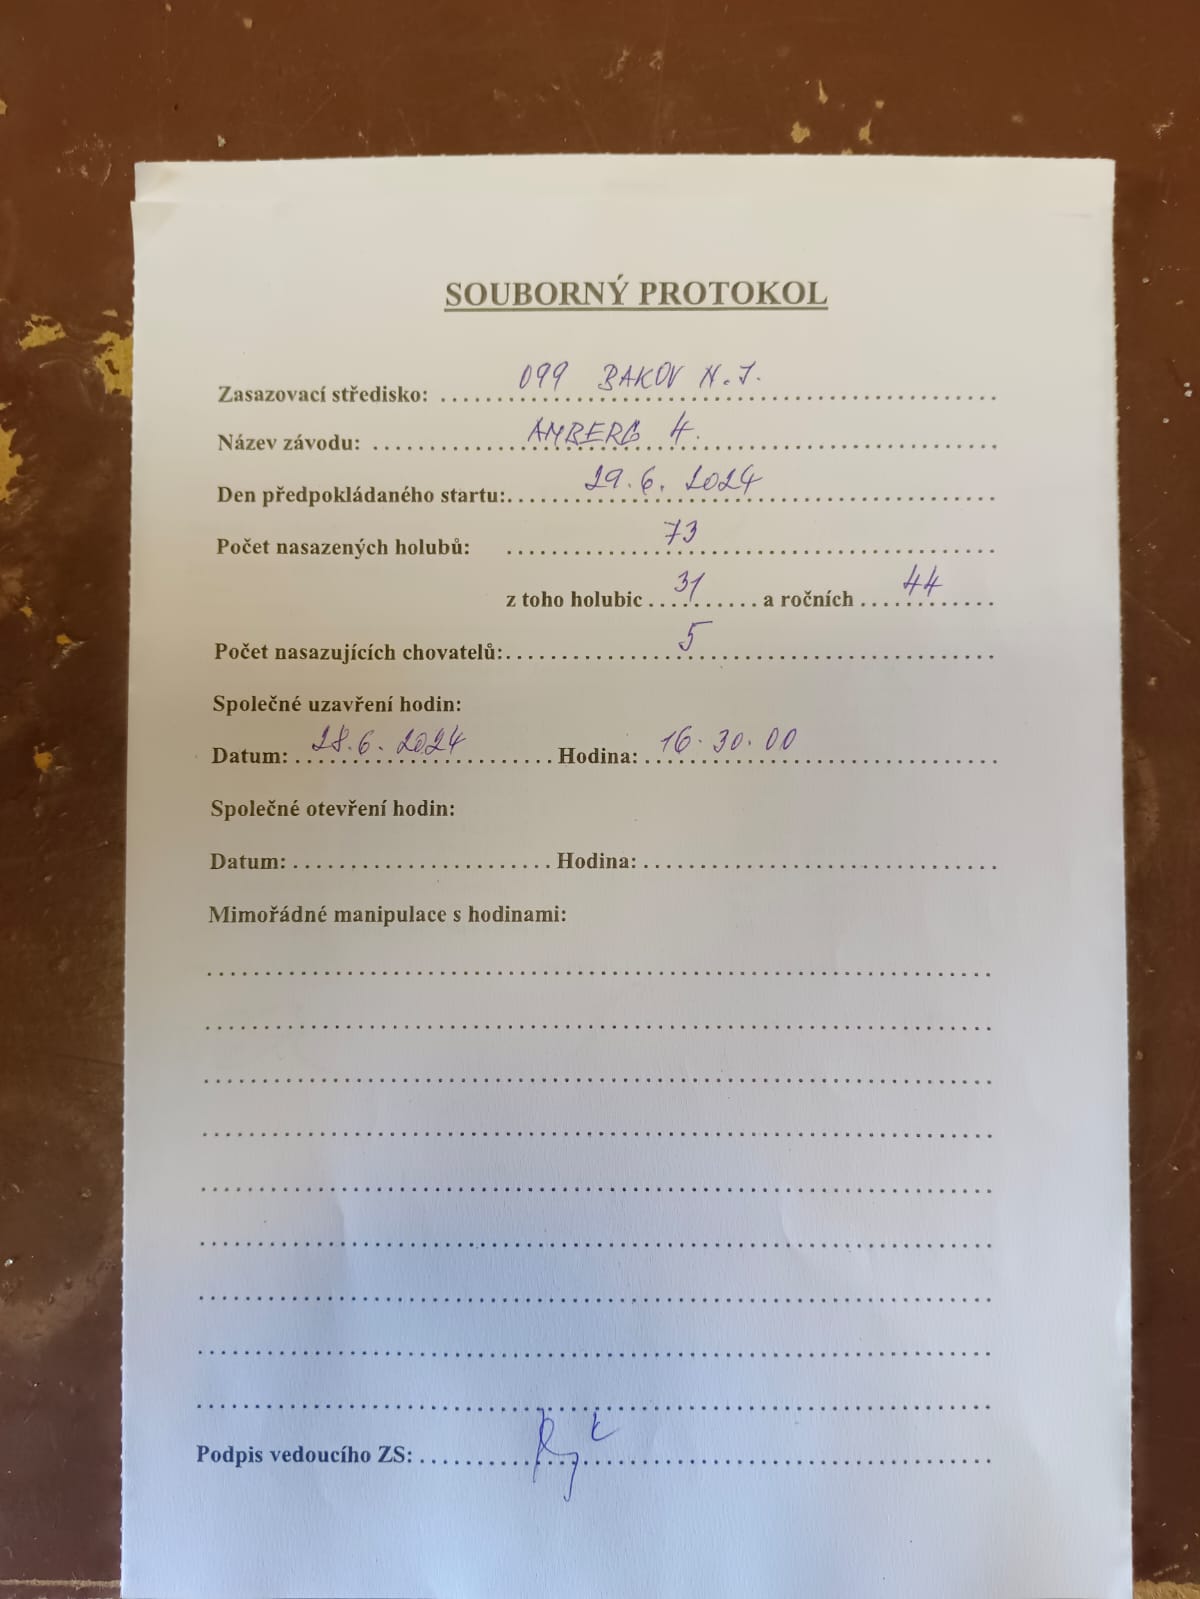 SOUBORNÝ PROTOKOL
Zasazovací středisko: 099 BAKOV N.J.
Název závodu: AMBERG 4.
Den předpokládaného startu: 29.6. 2024
Počet nasazených holubů: 73
z toho holubic 31 a ročních 44
Počet nasazujících chovatelů: 5
Společné uzavření hodin:
Datum: 28.6. 2024 Hodina: 16.30.00
Společné otevření hodin:
Datum: Hodina:
Mimořádné manipulace s hodinami:
Podpis vedoucího ZS: